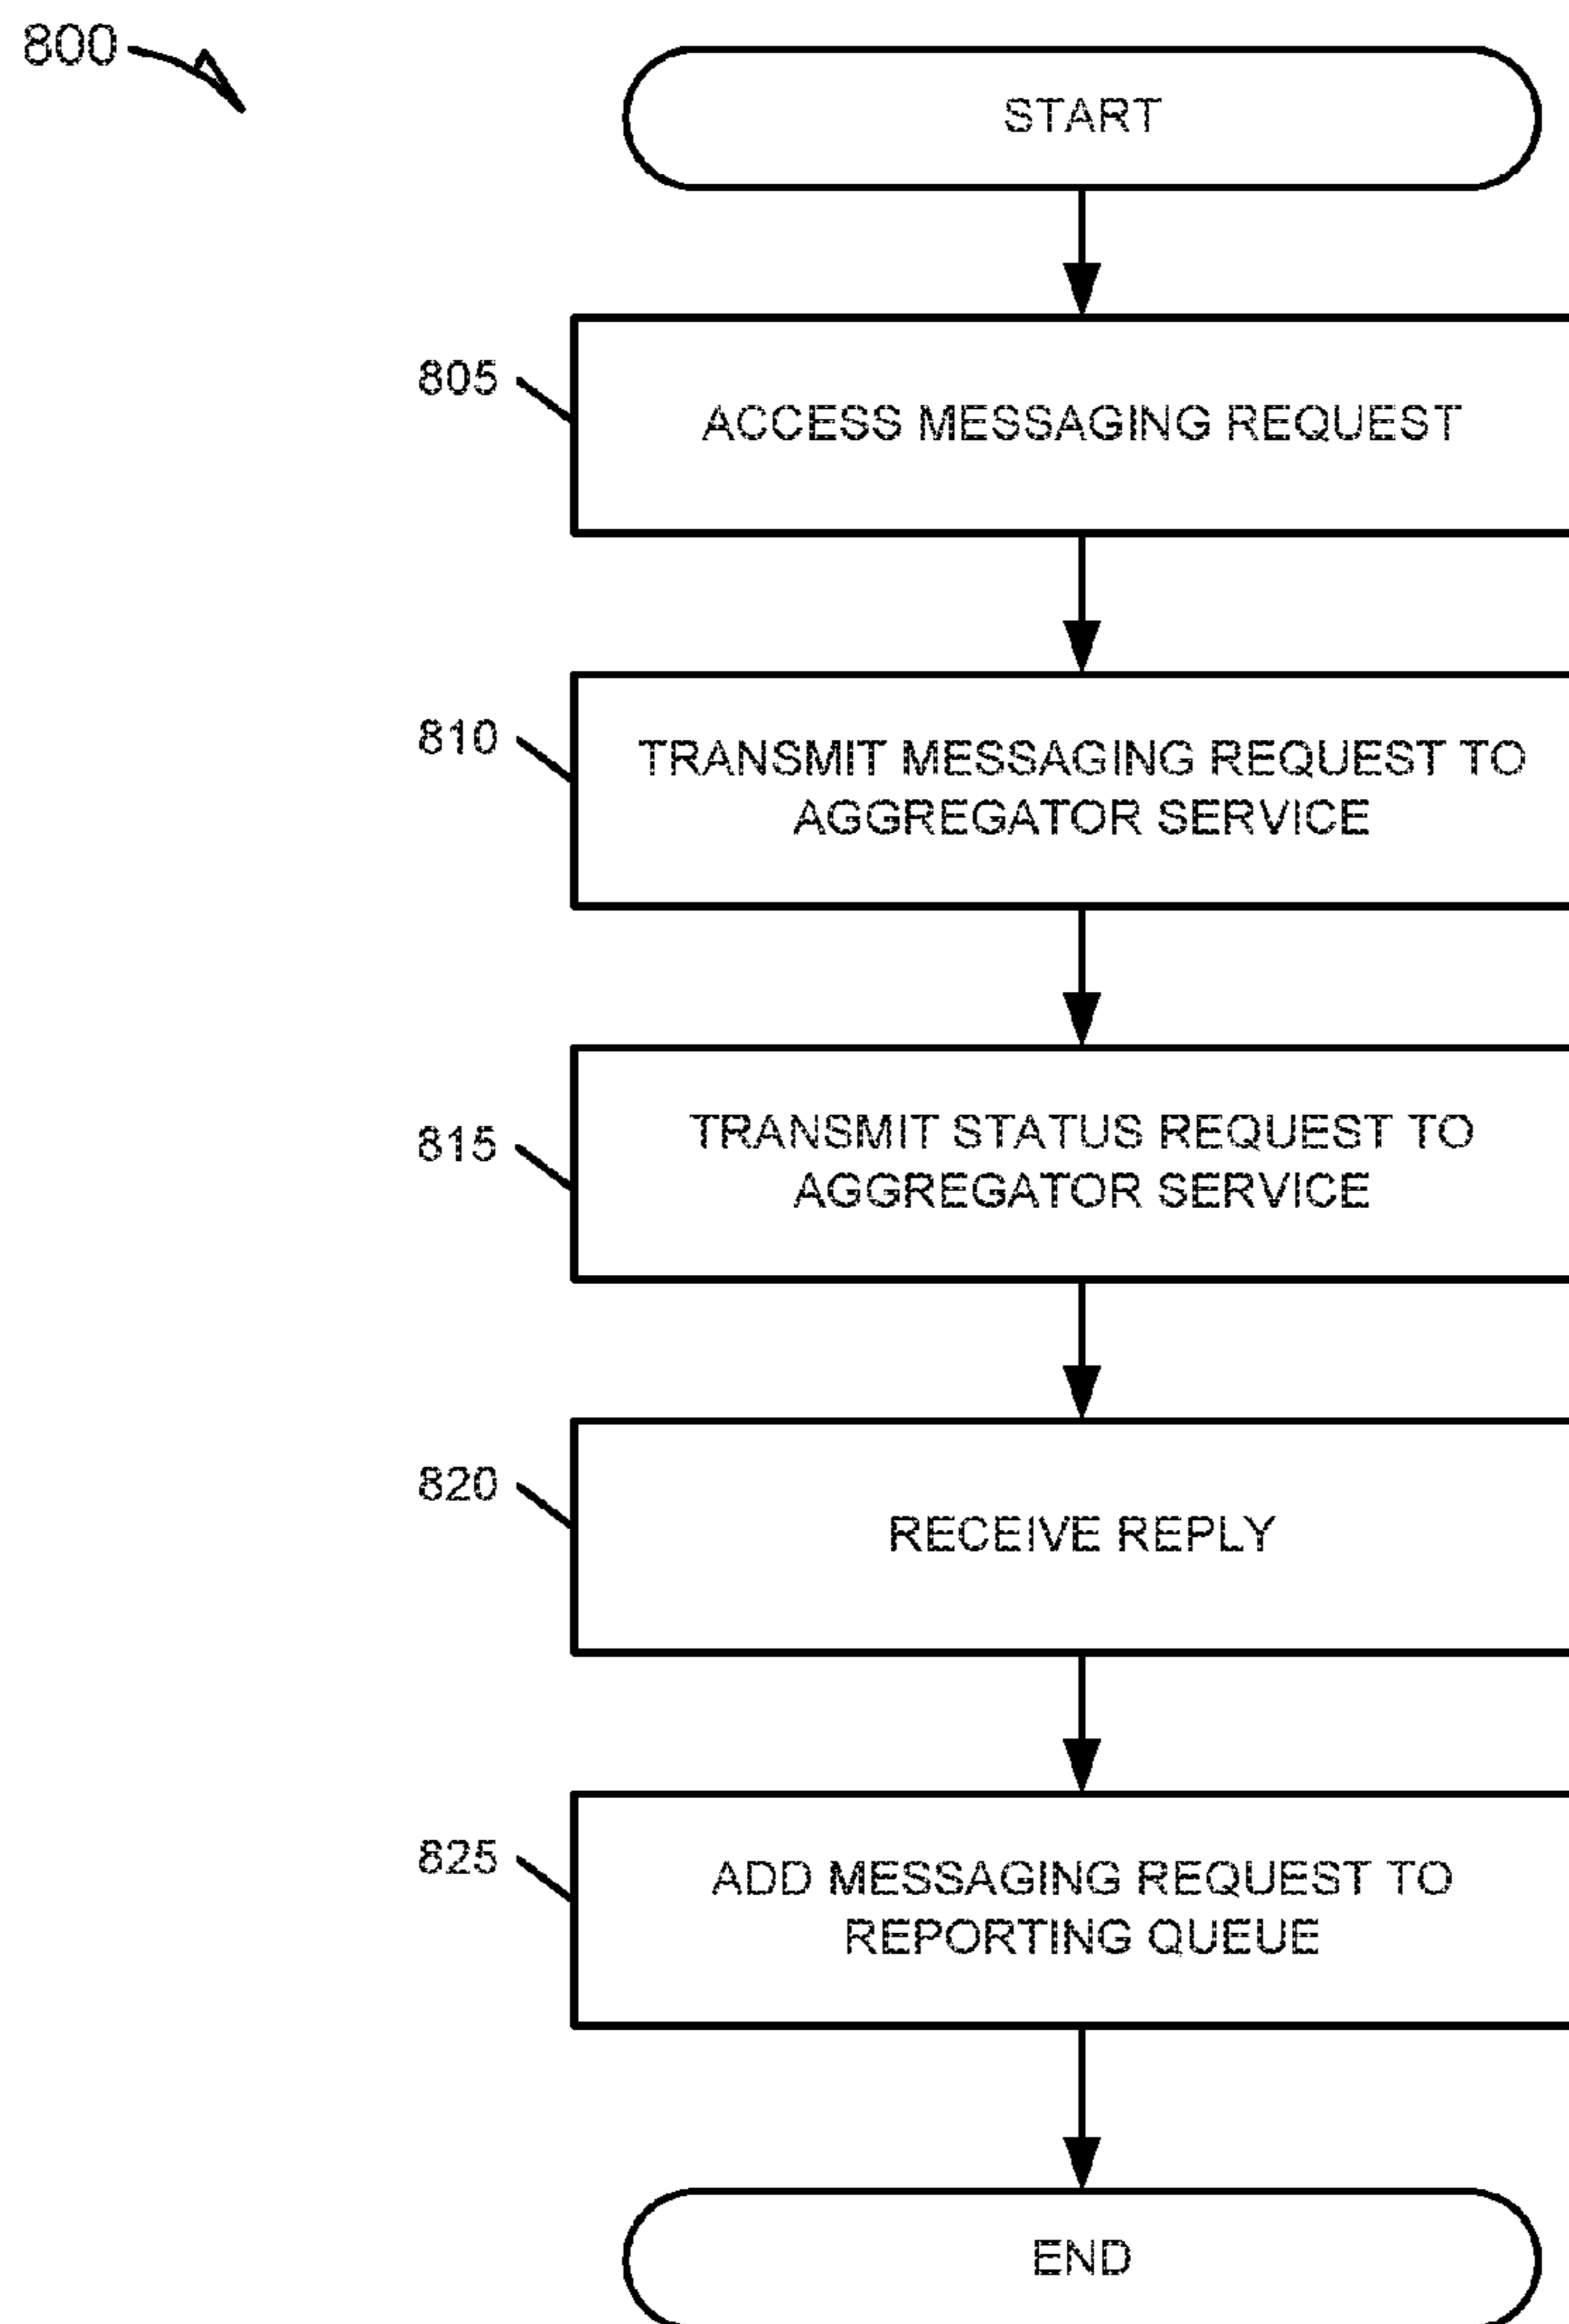 800
START
805
ACCESS MESSAGING REQUEST
810
TRANSMIT MESSAGING REQUEST TO
AGGREGATOR SERVICE
815
TRANSMIT STATUS REQUEST TO
AGGREGATOR SERVICE
820
RECEIVE REPLY
825
ADD MESSAGING REQUEST TO
REPORTING QUEUE
END